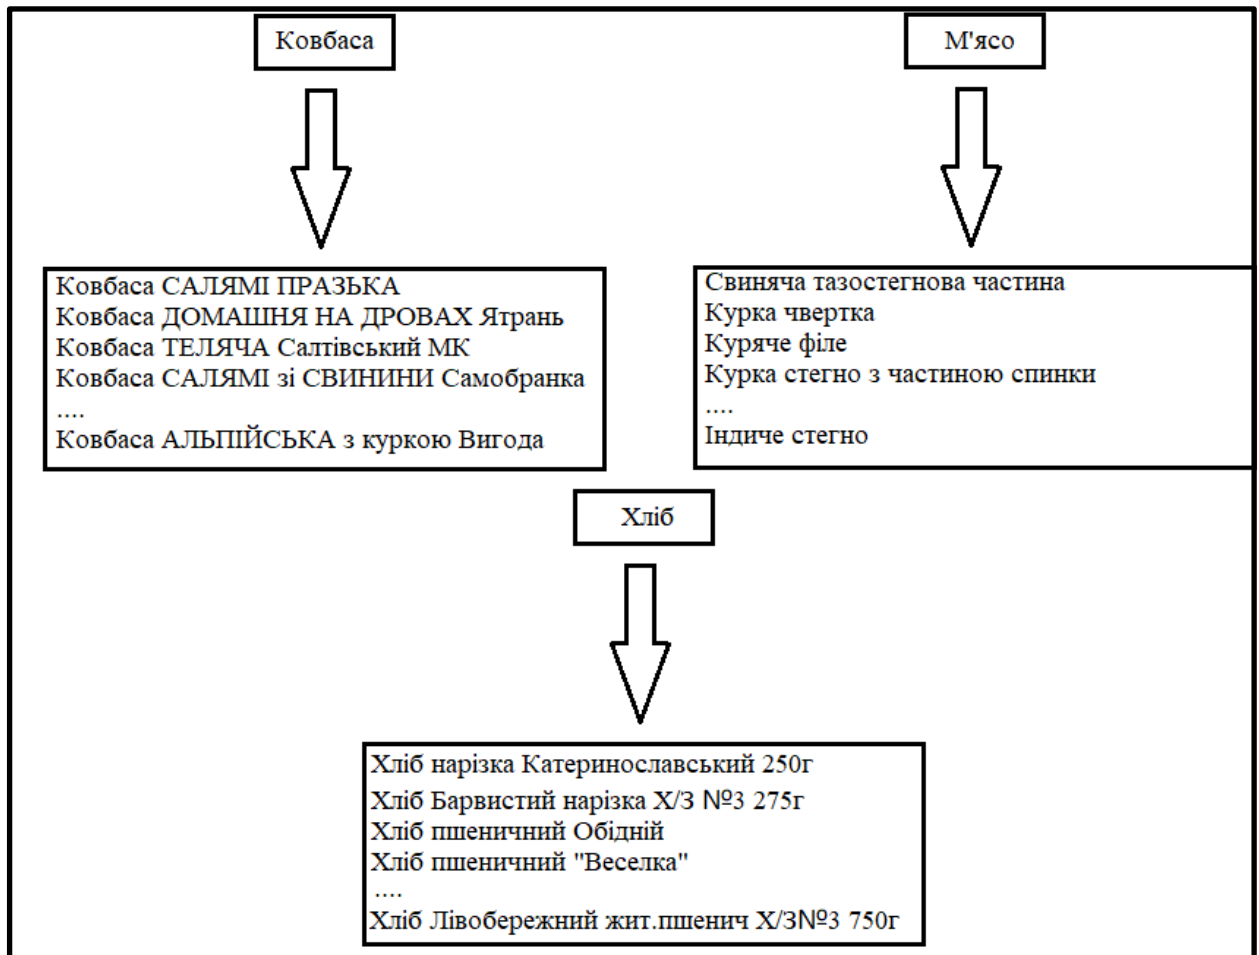 Ковбаса
Ковбаса САЛЯМІ ПРАЗЬКА
Ковбаса ДОМАШНЯ НА ДРОВАХ Ятрань
Ковбаса ТЕЛЯЧА Салтівський МК
Ковбаса САЛЯМІ зі СВИНИНИ Самобранка
....
Ковбаса АЛЬПІЙСЬКА з куркою Вигода
М'ясо
Свиняча тазостегнова частина
Курка чвертка
Куряче філе
Курка стегно з частиною спинки
....
Індиче стегно
Хліб
Хліб нарізка Катеринославський 250г
Хліб Барвистий нарізка Х/З №3 275г
Хліб пшеничний Обідній
Хліб пшеничний "Веселка"
....
Хліб Лівобережний жит.пшенич Х/З№3 750г